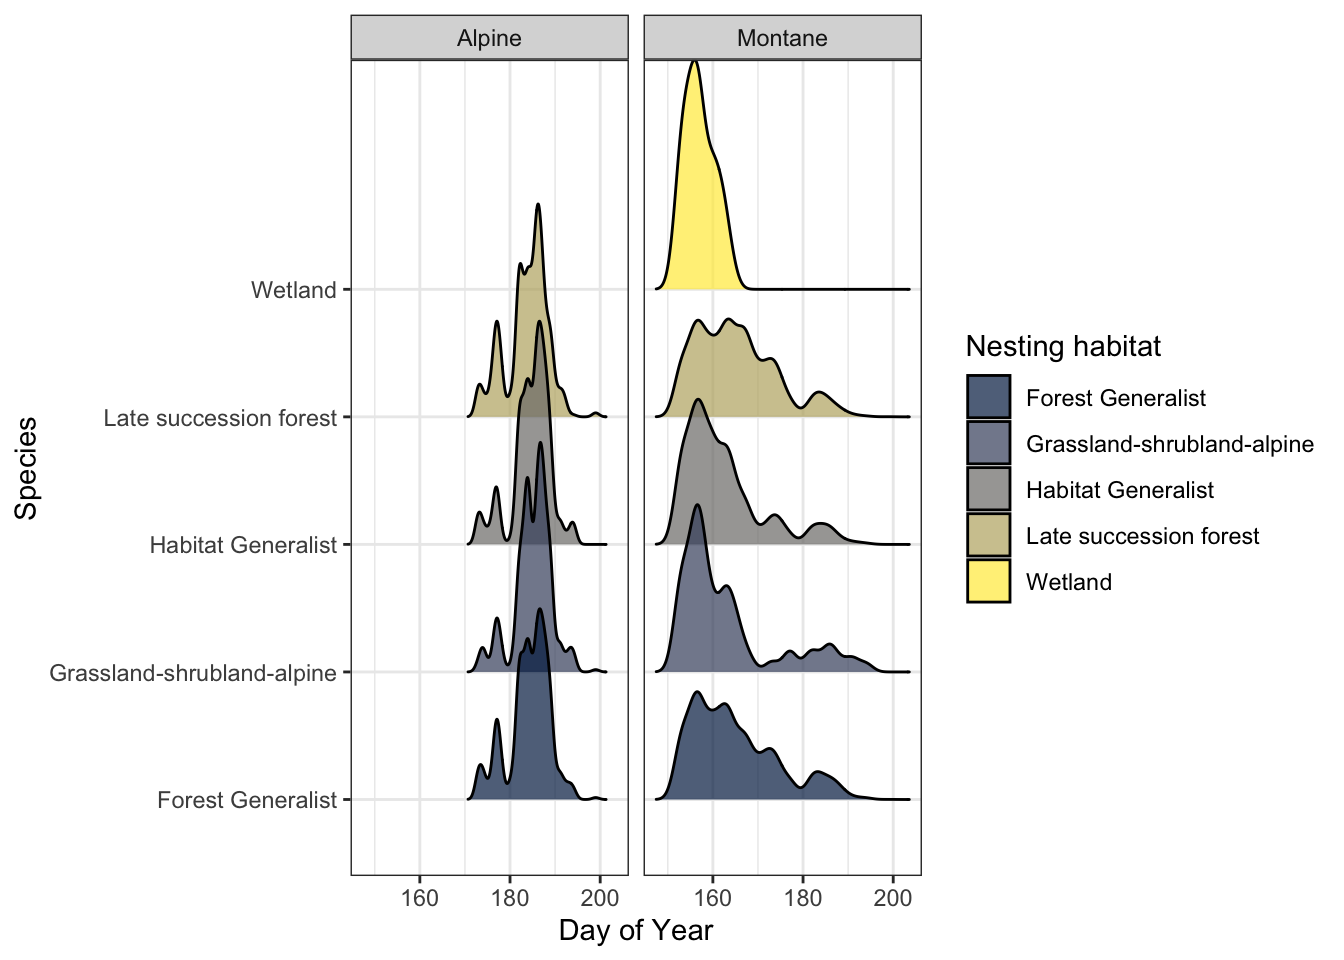 Alpine
Montane
Species
Wetland
Late succession forest
Habitat Generalist
Grassland-shrubland-alpine
Forest Generalist
160 180 200
160 180 200
Day of Year
Nesting habitat
Forest Generalist
Grassland-shrubland-alpine
Habitat Generalist
Late succession forest
Wetland